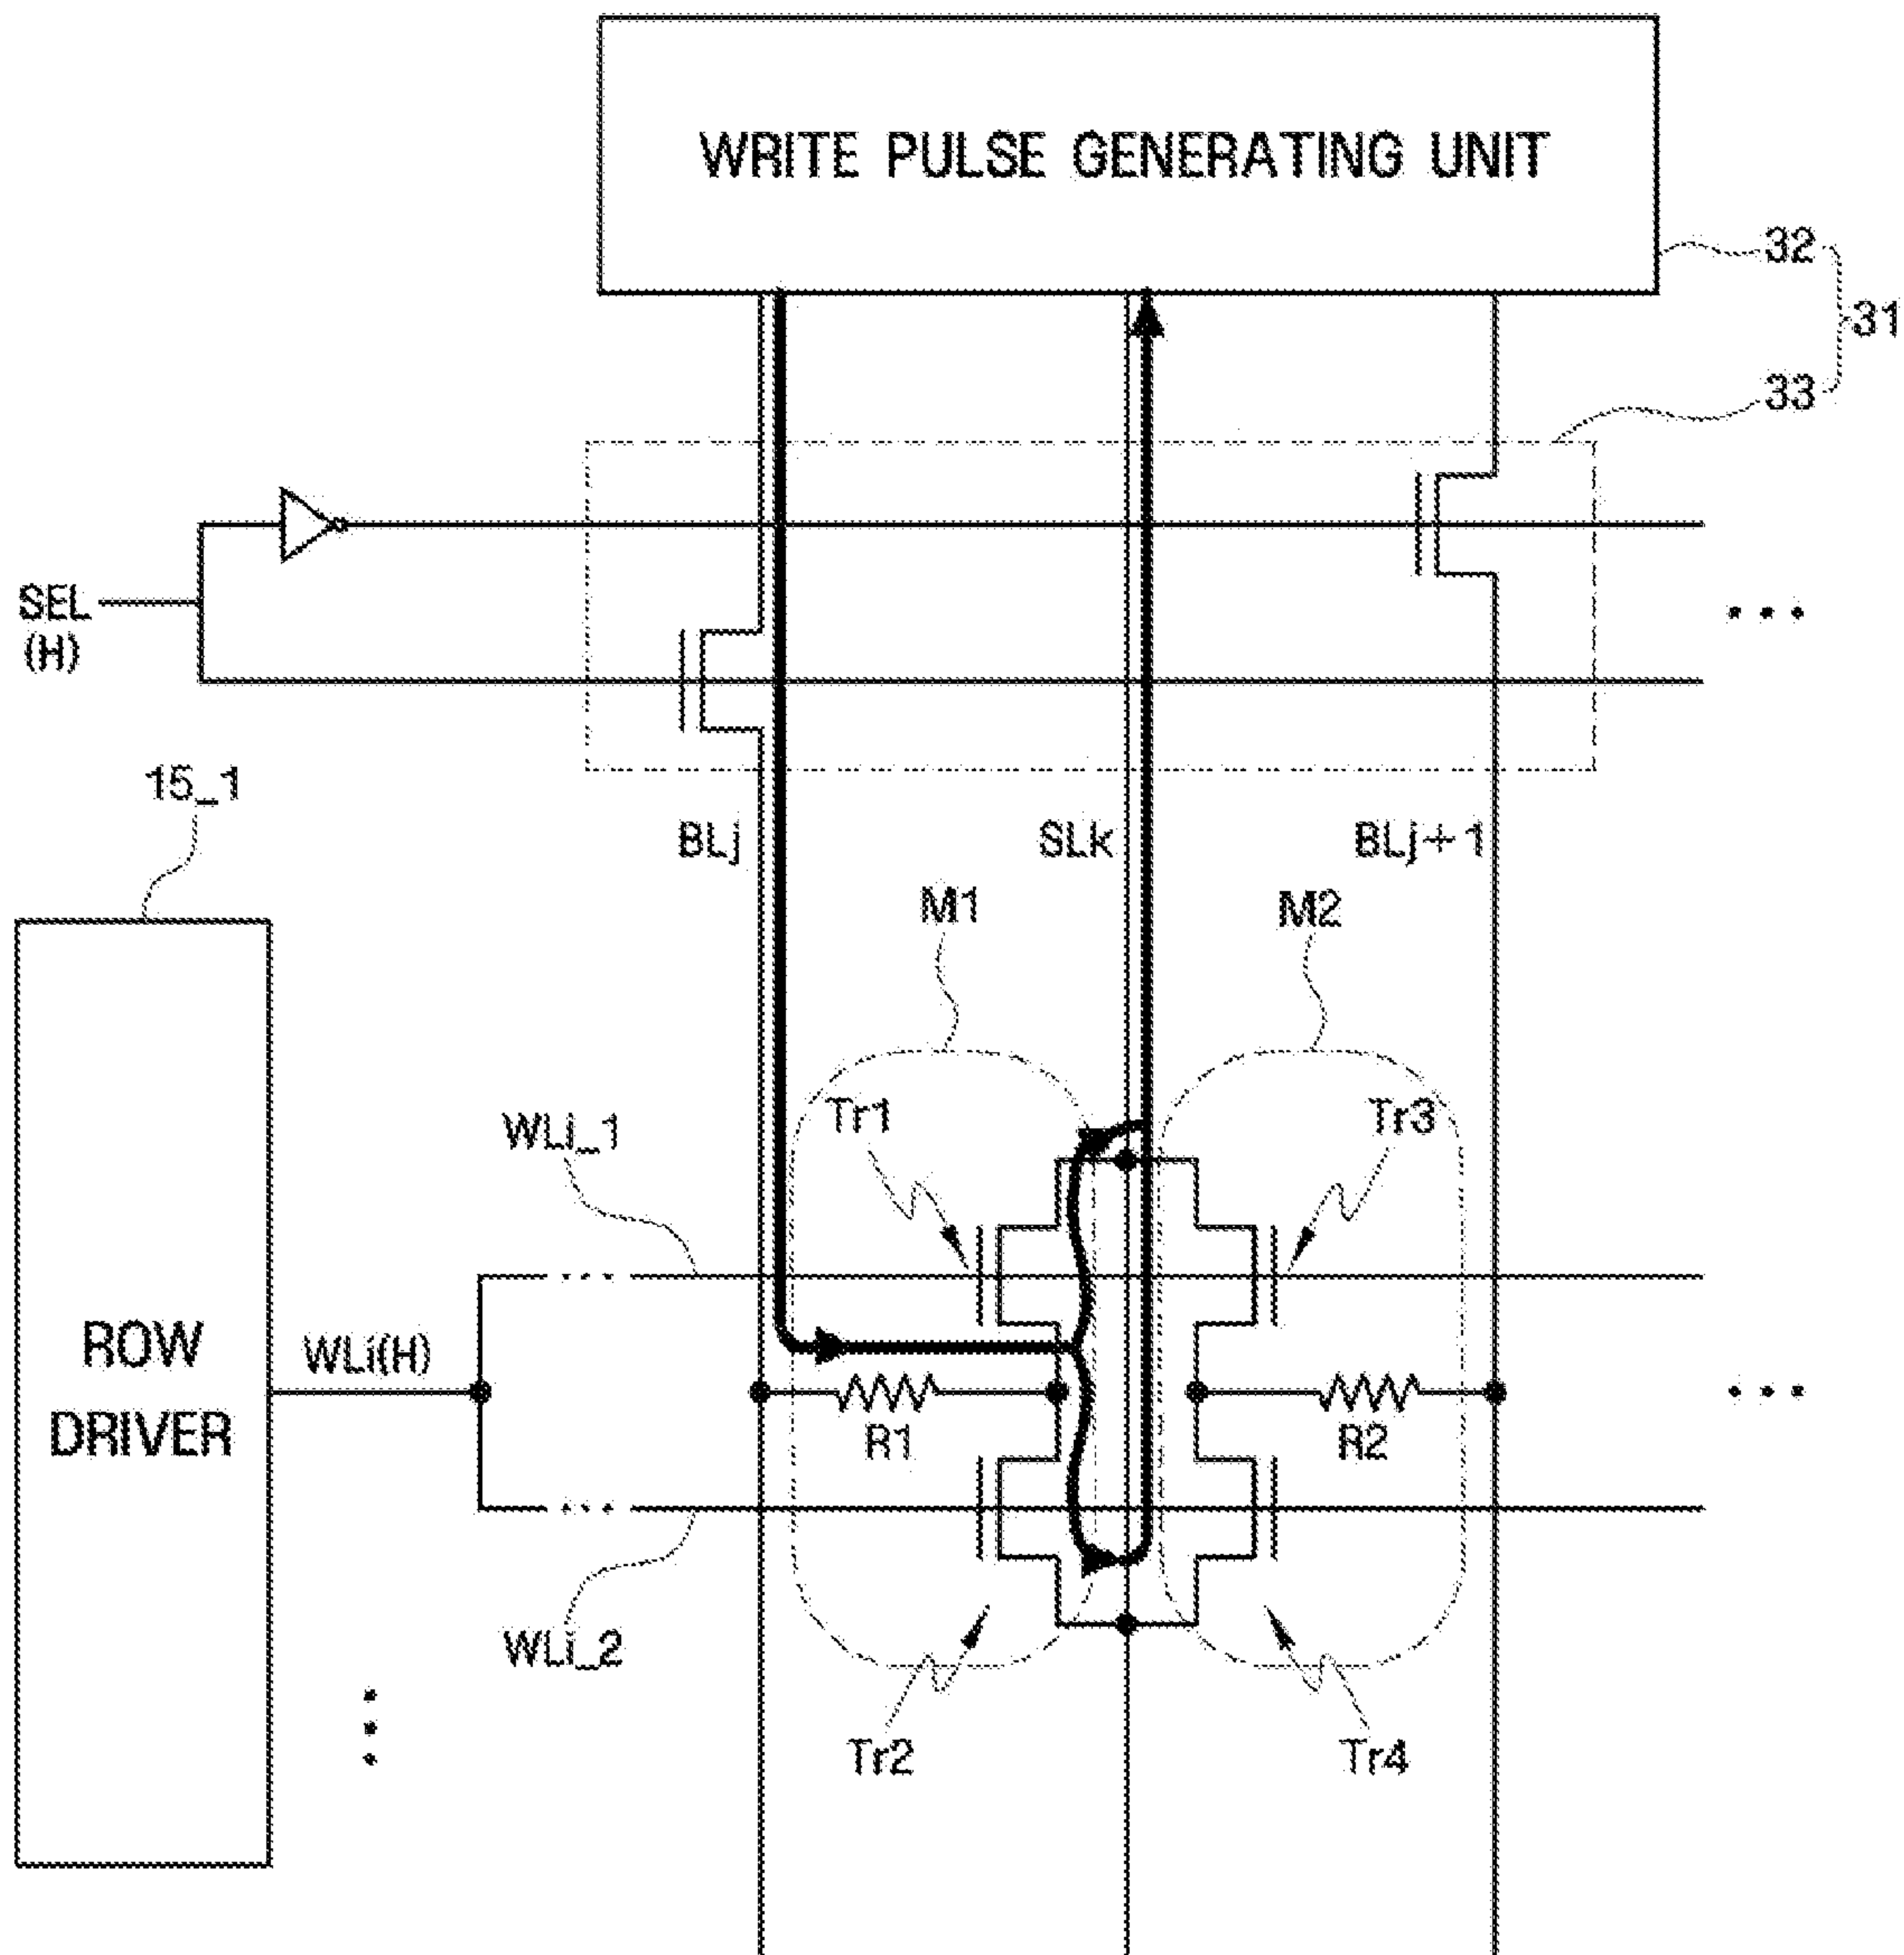 WRITE PULSE GENERATING UNIT
32
31
33
SEL
(H)
15_1
BLj
SLk
BLj+1
M1
M2
Tr1
Tr3
WLi_1
ROW
DRIVER
WLi(H)
R1
R2
WLi_2
Tr2
Tr4